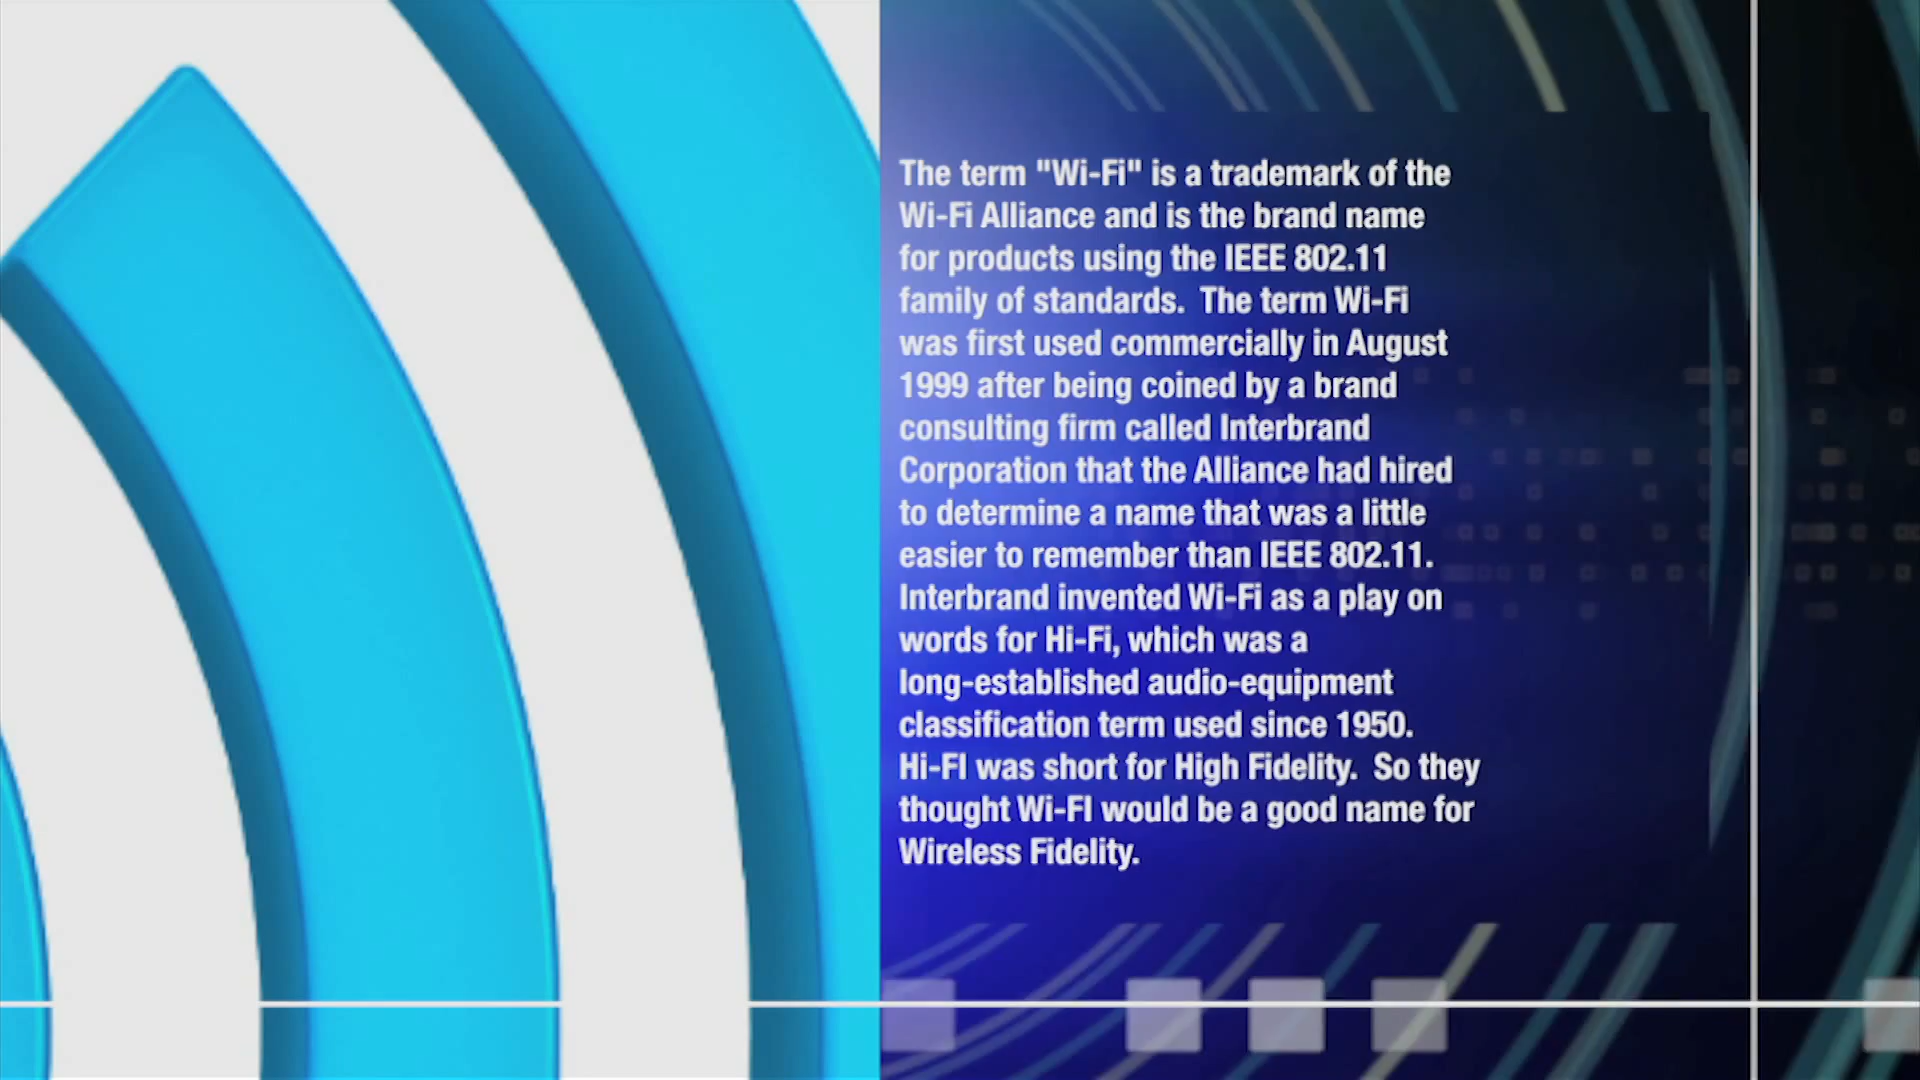 The term "Wi-Fi" is a trademark of the
Wi-Fi Alliance and is the brand name
for products using the IEEE 802.11
family of standards.  The term Wi-Fi
was first used commercially in August
1999 after being coined by a brand
consulting firm called Interbrand
Corporation that the Alliance had hired
to determine a name that was a little
easier to remember than IEEE 802.11.
Interbrand invented Wi-Fi as a play on
words for Hi-Fi, which was a
long-established audio-equipment
classification term used since 1950.
Hi-FI was short for High Fidelity.  So they
thought Wi-FI would be a good name for
Wireless Fidelity.